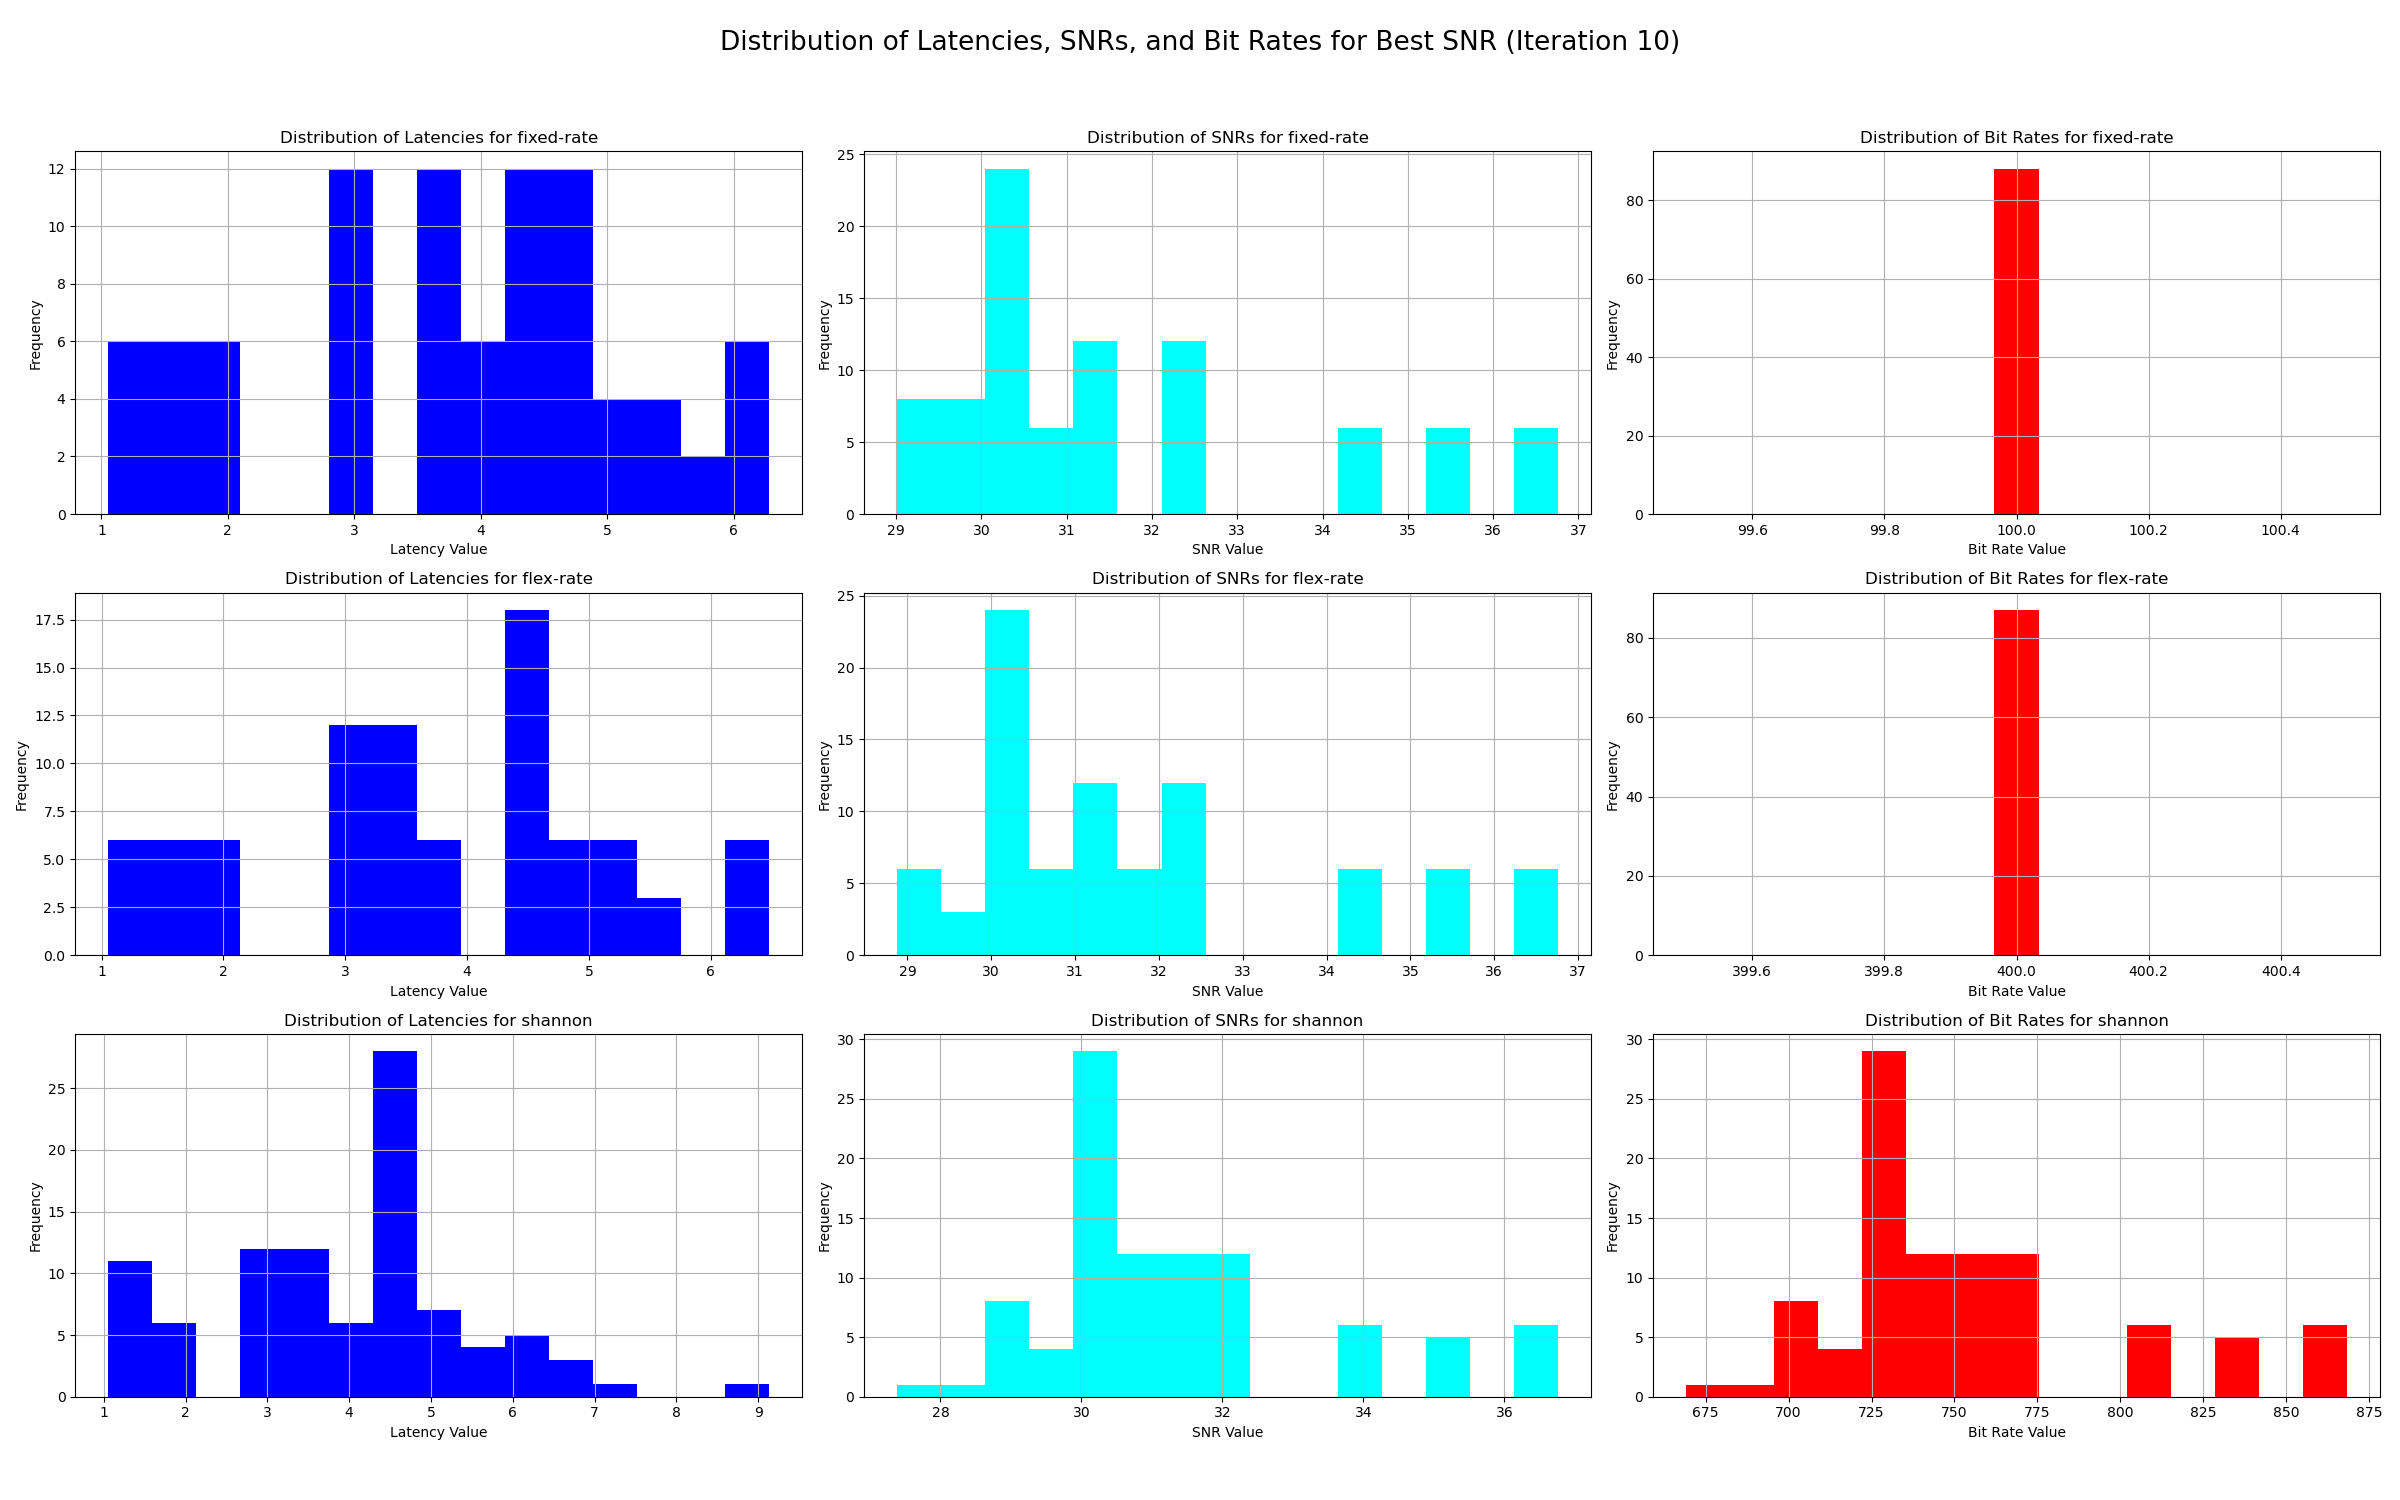 Distribution of Latencies, SNRs, and Bit Rates for Best SNR (Iteration 10)
Distribution of Latencies for fixed-rate
Frequency
12
10
8
6
4
2
0
1 2 3 4 5 6
Latency Value
Distribution of SNRs for fixed-rate
Frequency
25
20
15
10
5
0
29 30 31 32 33 34 35 36 37
SNR Value
Distribution of Bit Rates for fixed-rate
Frequency
80
60
40
20
0
99.6 99.8 100.0 100.2 100.4
Bit Rate Value
Distribution of Latencies for flex-rate
Frequency
17.5
15.0
12.5
10.0
7.5
5.0
2.5
0.0
1 2 3 4 5 6
Latency Value
Distribution of SNRs for flex-rate
Frequency
25
20
15
10
5
0
29 30 31 32 33 34 35 36 37
SNR Value
Distribution of Bit Rates for flex-rate
Frequency
80
60
40
20
0
399.6 399.8 400.0 400.2 400.4
Bit Rate Value
Distribution of Latencies for shannon
Frequency
25
20
15
10
5
0
1 2 3 4 5 6 7 8 9
Latency Value
Distribution of SNRs for shannon
Frequency
30
25
20
15
10
5
0
28 30 32 34 36
SNR Value
Distribution of Bit Rates for shannon
Frequency
30
25
20
15
10
5
0
675 700 725 750 775 800 825 850 875
Bit Rate Value